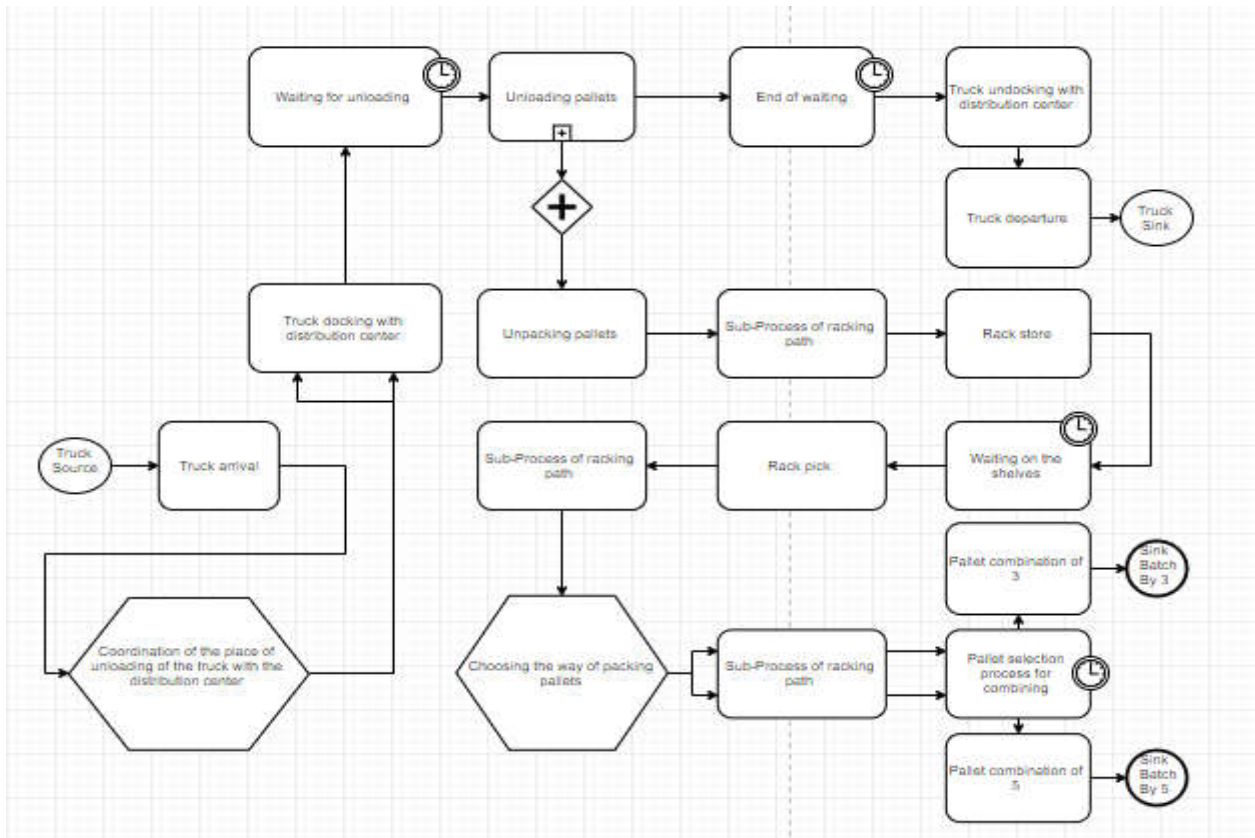 Waiting for unloading
Unloading pallets
End of waiting
Truck undocking with
distribution center
Truck departure
Truck
Sink
Truck docking with
distribution center
Unpacking pallets
Sub-Process of racking
path
Rack store
Truck
Source
Truck arrival
Sub-Process of racking
path
Rack pick
Waiting on the
shelves
Pallet combination of
3
Sink
Batch
By 3
Coordination of the place of
unloading of the truck with the
distribution center
Choosing the way of packing
pallets
Sub-Process of racking
path
Pallet selection
process for
combining
Pallet combination of
5
Sink
Batch
By 5